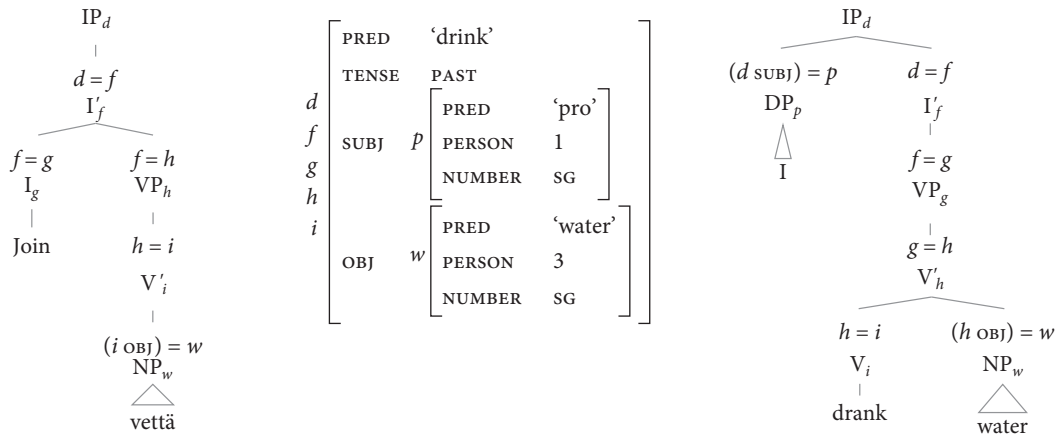 IP_d
d = f
I′_f
f = g f = h
I_g VP_h
Join h = i
V′_i
(i OBJ) = w
NP_w
vettä
d
f
g
h
i
PRED ‘drink’
TENSE PAST
SUBJ p
PRED ‘pro’
PERSON 1
NUMBER SG
OBJ w
PRED ‘water’
PERSON 3
NUMBER SG
IP_d
(d SUBJ) = p d = f
DP_p I′_f
I f = g
VP_g
g = h
V′_h
h = i (h OBJ) = w
V_i NP_w
drank water